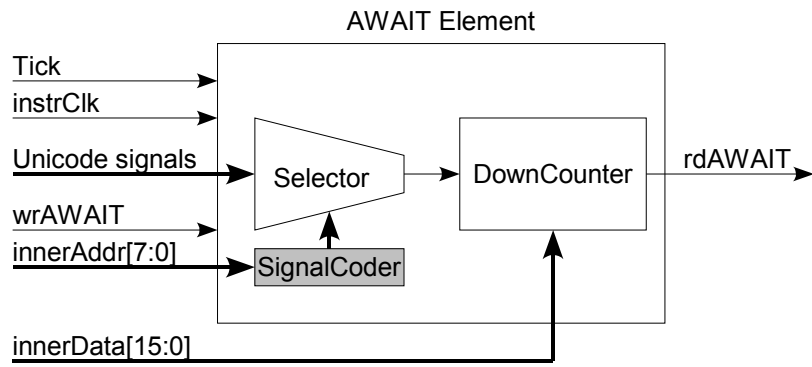 AWAIT Element
Tick
instrClk
Unicode signals
Selector
DownCounter
rdAWAIT
wrAWAIT
innerAddr[7:0]
SignalCoder
innerData[15:0]